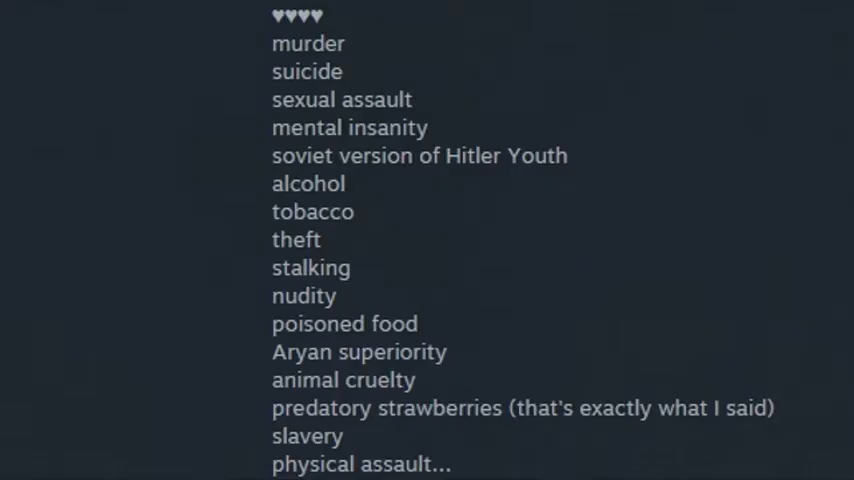 ♥♥♥♥
murder
suicide
sexual assault
mental insanity
soviet version of Hitler Youth
alcohol
tobacco
theft
stalking
nudity
poisoned food
Aryan superiority
animal cruelty
predatory strawberries (that's exactly what I said)
slavery
physical assault...